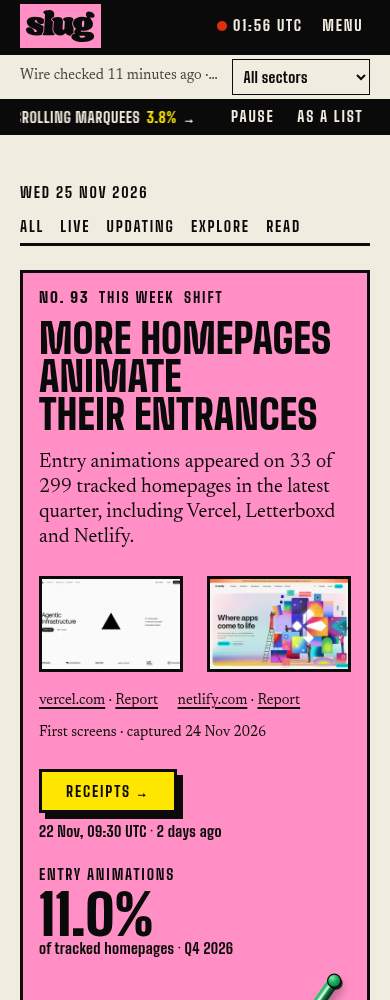 slug
01:56 UTC MENU
Wire checked 11 minutes ago ·…
All sectors
ROLLING MARQUEES 3.8% → PAUSE AS A LIST
WED 25 NOV 2026
ALL LIVE UPDATING EXPLORE READ
NO. 93 THIS WEEK SHIFT
MORE HOMEPAGES
ANIMATE
THEIR ENTRANCES
Entry animations appeared on 33 of
299 tracked homepages in the latest
quarter, including Vercel, Letterboxd
and Netlify.
Agentic
Infrastructure
Where apps
come to life
vercel.com · Report netlify.com · Report
First screens · captured 24 Nov 2026
RECEIPTS →
22 Nov, 09:30 UTC · 2 days ago
ENTRY ANIMATIONS
11.0%
of tracked homepages · Q4 2026